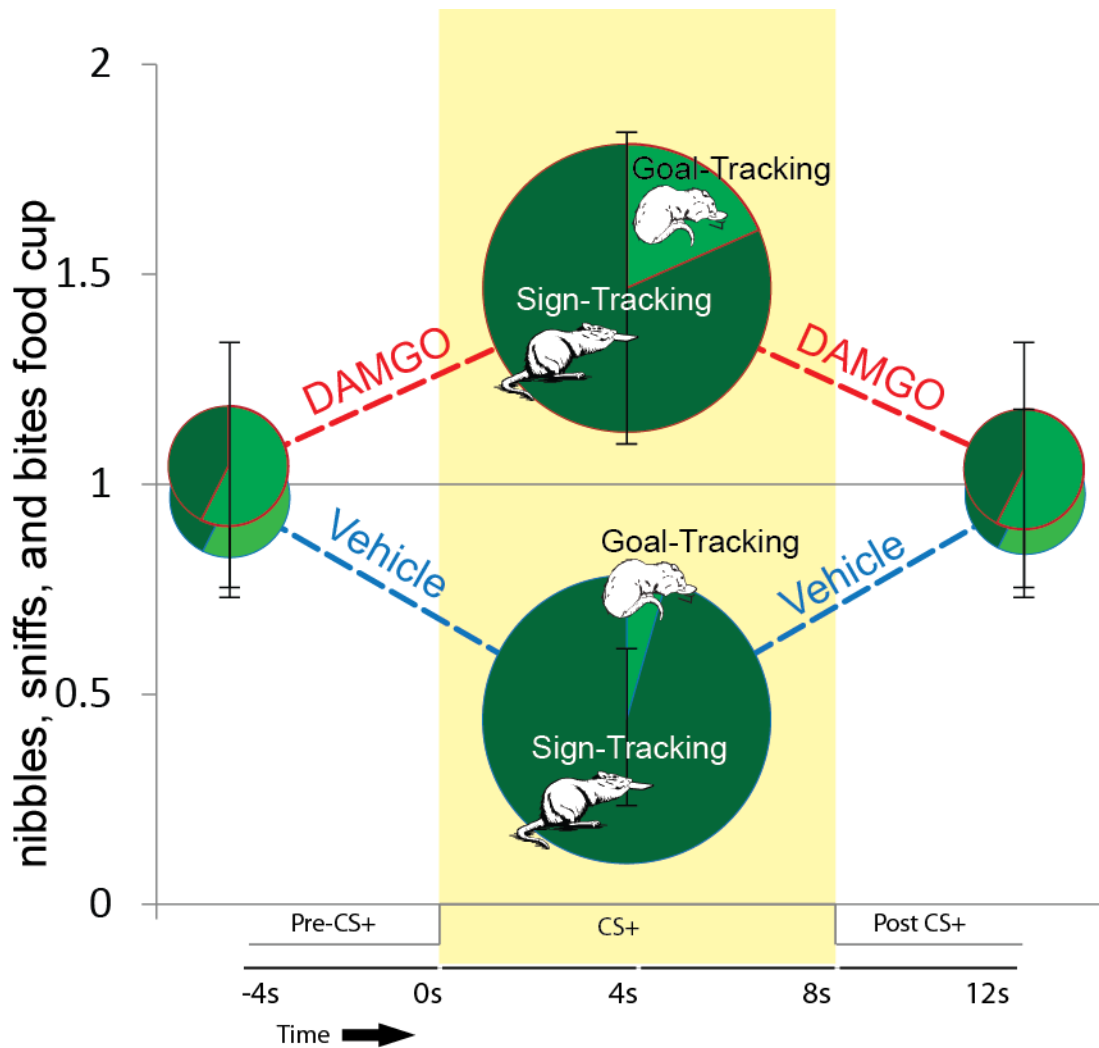 nibbles, sniffs, and bites food cup
2
1.5
1
0.5
0
Goal-Tracking
Sign-Tracking
DAMGO
DAMGO
Vehicle
Vehicle
Goal-Tracking
Sign-Tracking
Pre-CS+
CS+
Post CS+
-4s
0s
4s
8s
12s
Time